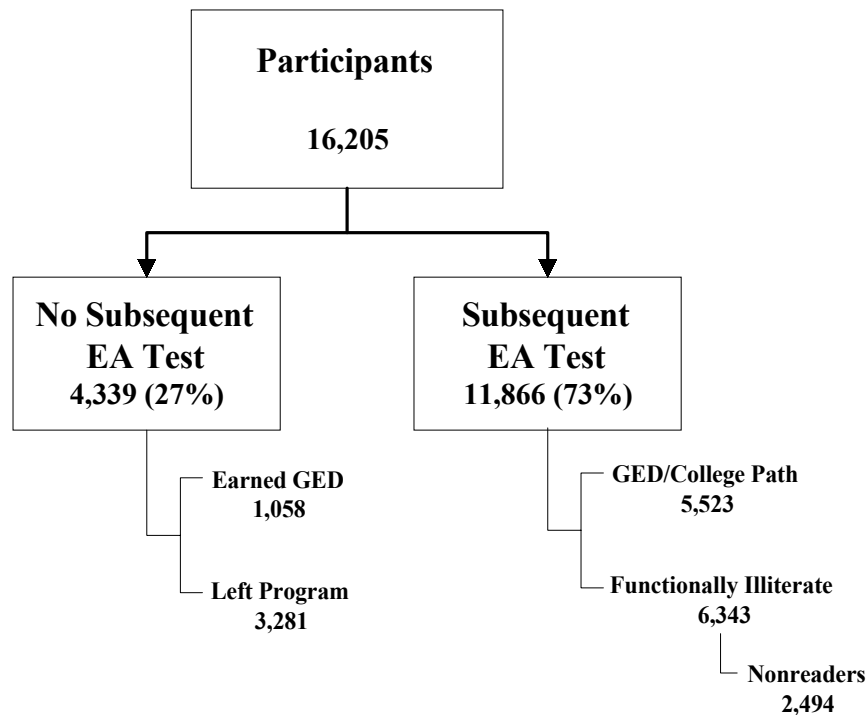 Participants
16,205
No Subsequent
EA Test
4,339 (27%)
Subsequent
EA Test
11,866 (73%)
Earned GED
1,058
Left Program
3,281
GED/College Path
5,523
Functionally Illiterate
6,343
Nonreaders
2,494